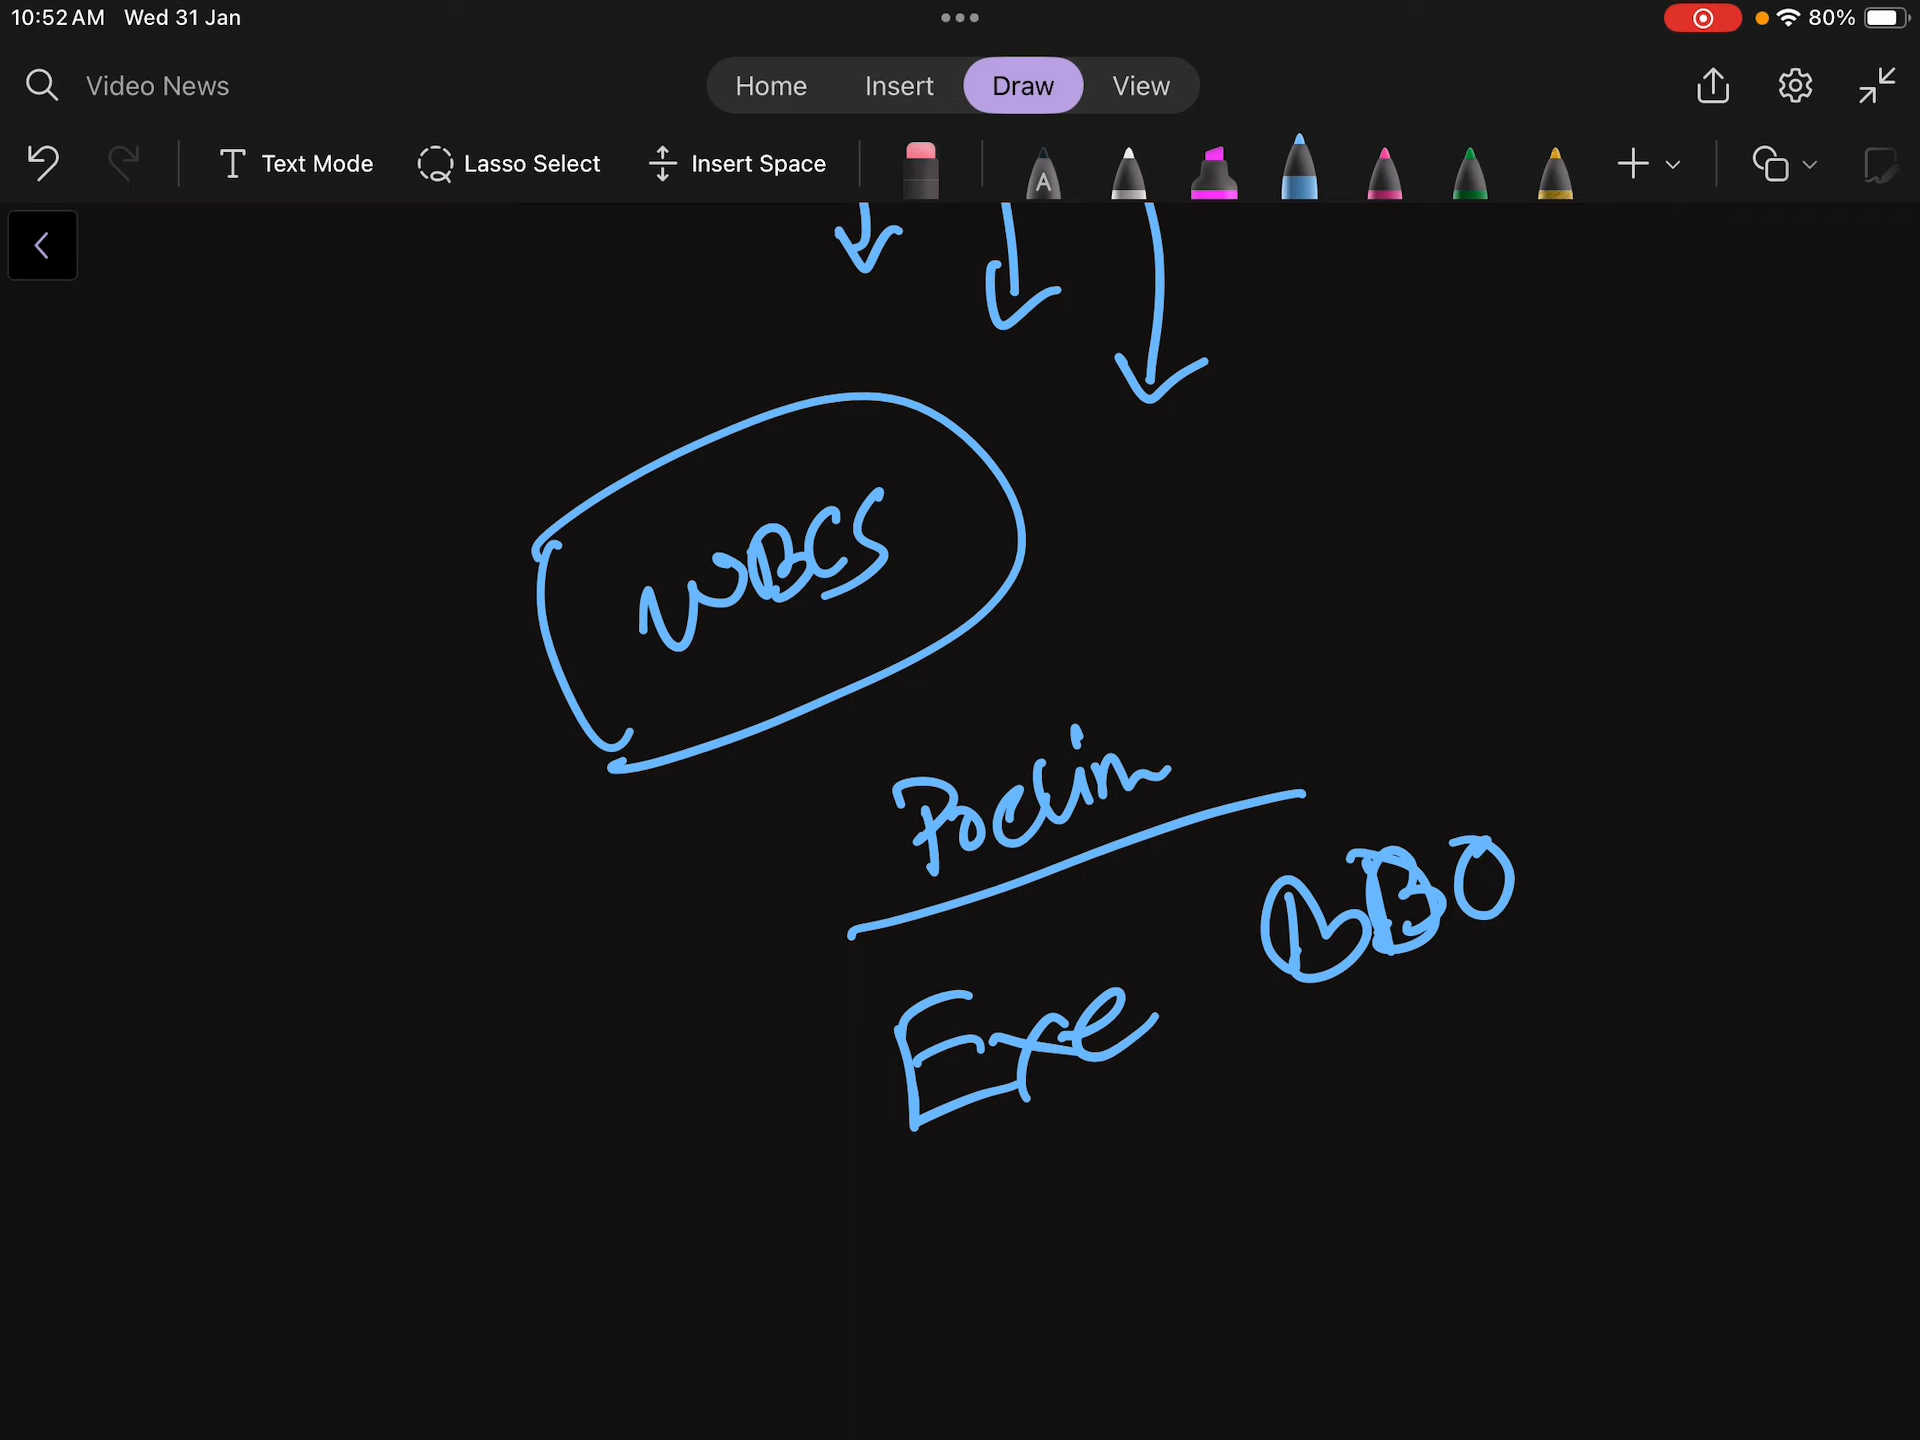 10:52 AM Wed 31 Jan
80%
Video News
Home Insert Draw View
Text Mode Lasso Select Insert Space
A
WBCS
Prelim
BDO
Exe